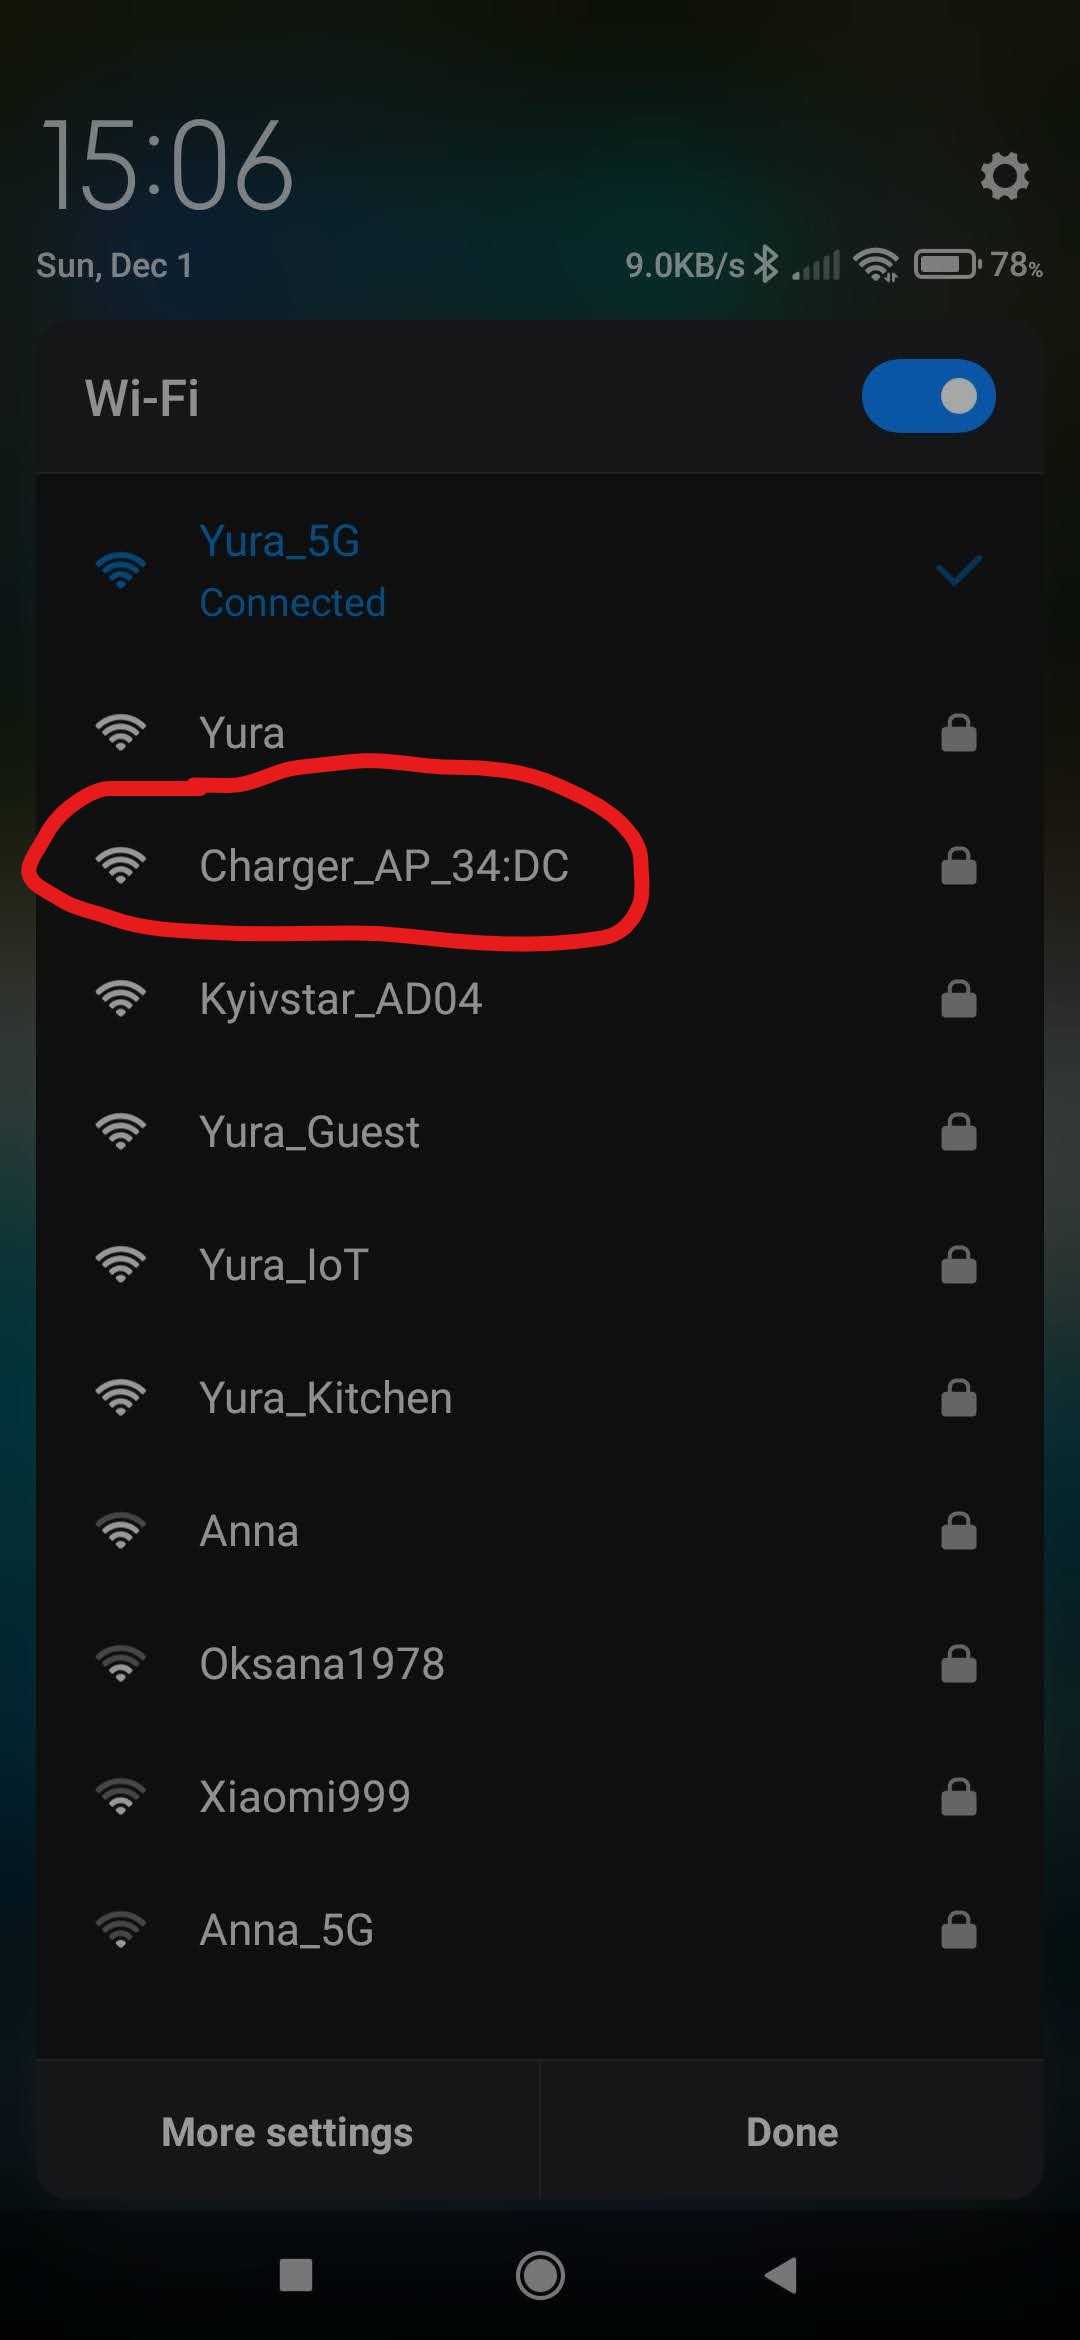 15:06
Sun, Dec 1
9.0KB/s 78%
Wi-Fi
Yura_5G
Connected
Yura
Charger_AP_34:DC
Kyivstar_AD04
Yura_Guest
Yura_IoT
Yura_Kitchen
Anna
Oksana1978
Xiaomi999
Anna_5G
More settings
Done